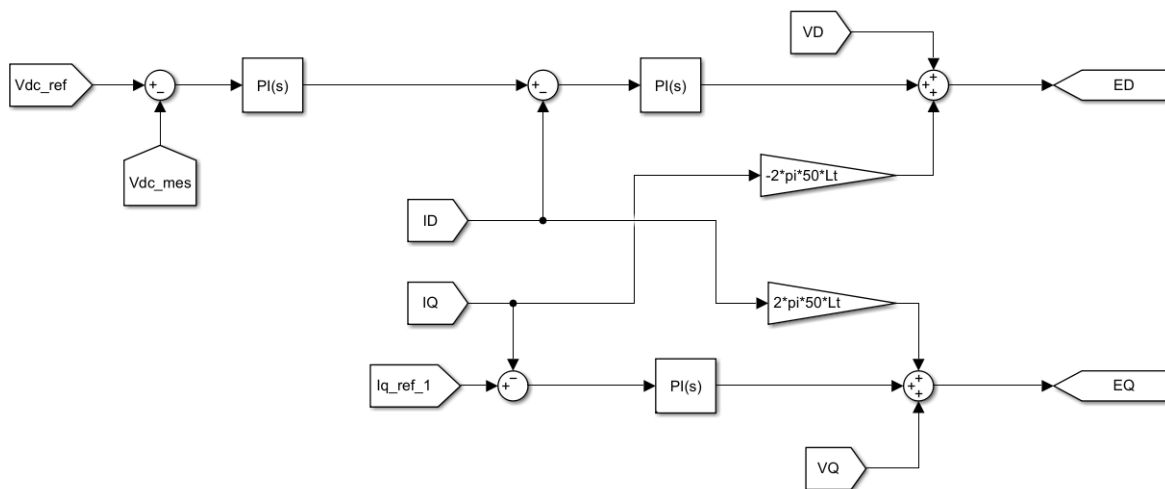 VD
Vdc_ref
+
−
PI(s)
+
−
PI(s)
+
+
+
ED
Vdc_mes
-2*pi*50*Lt
ID
IQ
2*pi*50*Lt
Iq_ref_1
−
+
PI(s)
+
+
+
EQ
VQ